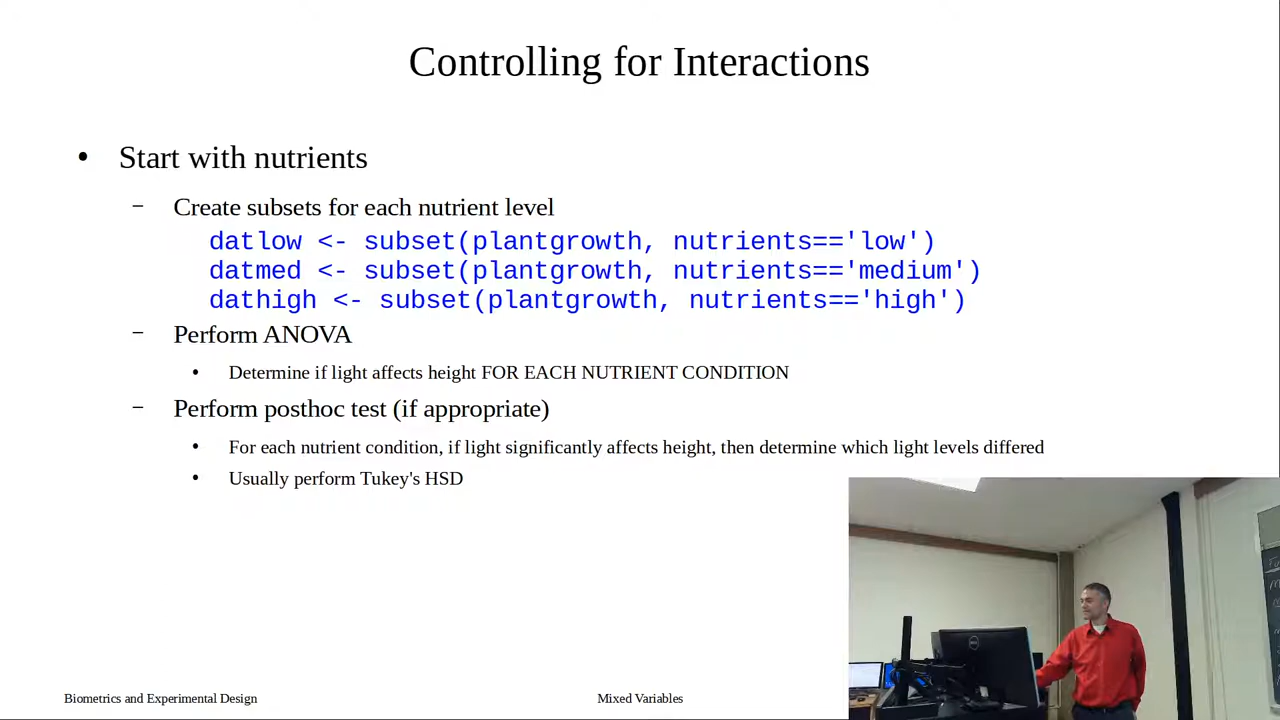 Controlling for Interactions
• Start with nutrients
– Create subsets for each nutrient level
datlow <- subset(plantgrowth, nutrients=='low')
datmed <- subset(plantgrowth, nutrients=='medium')
dathigh <- subset(plantgrowth, nutrients=='high')
– Perform ANOVA
• Determine if light affects height FOR EACH NUTRIENT CONDITION
– Perform posthoc test (if appropriate)
• For each nutrient condition, if light significantly affects height, then determine which light levels differed
• Usually perform Tukey's HSD
Biometrics and Experimental Design
Mixed Variables